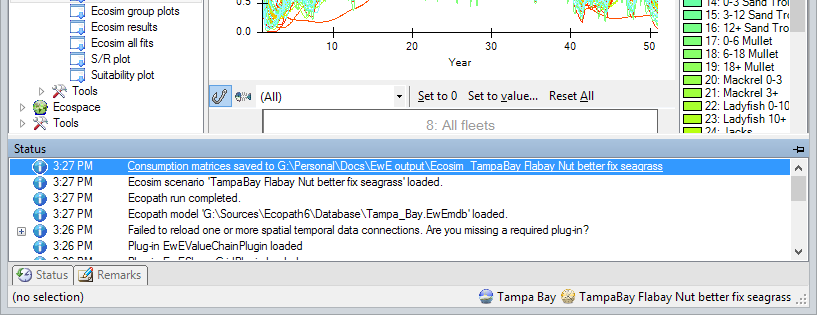 Ecosim group plots
Ecosim results
Ecosim all fits
S/R plot
Suitability plot
Tools
Ecospace
Tools
0.5
0.0
10
20
30
40
50
Year
(All)
Set to 0
Set to value...
Reset All
8: All fleets
14: 0-3 Sand Tro
15: 3-12 Sand Tro
16: 12+ Sand Tro
17: 0-6 Mullet
18: 6-18 Mullet
19: 18+ Mullet
20: Mackrel 0-3
21: Mackrel 3+
22: Ladyfish 0-10
23: Ladyfish 10+
24: Jacks
Status
3:27 PM Consumption matrices saved to G:\Personal\Docs\EwE output\Ecosim_TampaBay Flabay Nut better fix seagrass
3:27 PM Ecosim scenario 'TampaBay Flabay Nut better fix seagrass' loaded.
3:27 PM Ecopath run completed.
3:27 PM Ecopath model 'G:\Sources\Ecopath6\Database\Tampa_Bay.EwEmdb' loaded.
3:26 PM Failed to reload one or more spatial temporal data connections. Are you missing a required plug-in?
3:26 PM Plug-in EwEValueChainPlugin loaded
Status
Remarks
(no selection)
Tampa Bay
TampaBay Flabay Nut better fix seagrass